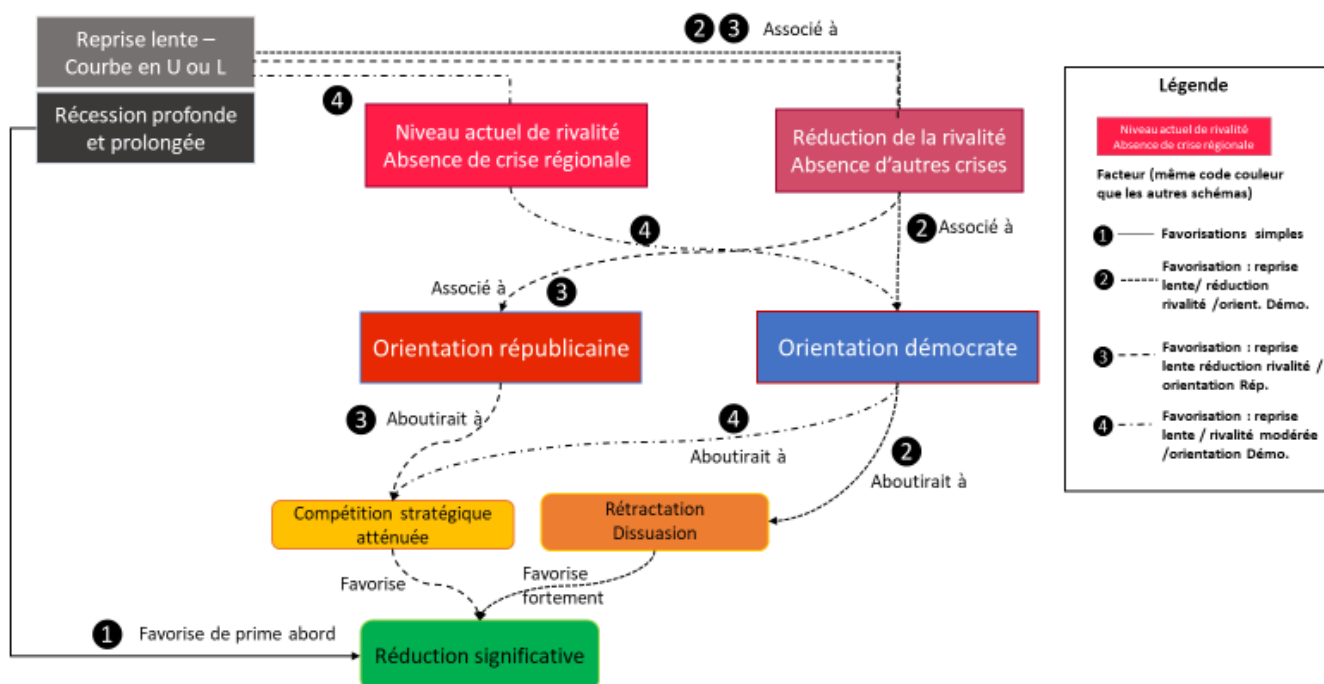 Reprise lente –
Courbe en U ou L
Récession profonde
et prolongée
2 3 Associé à
4
Niveau actuel de rivalité
Absence de crise régionale
Réduction de la rivalité
Absence d'autres crises
4
2 Associé à
Associé à
3
Orientation républicaine
Orientation démocrate
3 Aboutirait à
4
Aboutirait à
2
Aboutirait à
Compétition stratégique
atténuée
Rétractation
Dissuasion
Favorise
Favorise
fortement
1 Favorise de prime abord
Réduction significative
Légende
Niveau actuel de rivalité
Absence de crise régionale
Facteur (même code couleur
que les autres schémas)
1 Favorisations simples
2 Favorisation : reprise
lente/ réduction
rivalité /orient. Démo.
3 Favorisation : reprise
lente réduction rivalité /
orientation Rép.
4 Favorisation : reprise
lente / rivalité modérée
/orientation Démo.